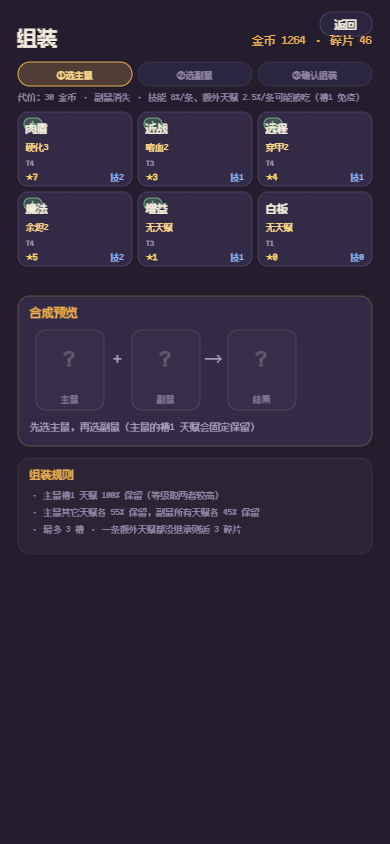 返回
组装
金币 1264 · 碎片 46
①选主鼠
②选副鼠
③确认组装
代价: 30 金币 · 副鼠消失 · 技能 8%/条、额外天赋 2.5%/条可能被吃 (槽1 免疫)
肉盾
硬化3
T4
★7
技2
近战
嗜血2
T3
★3
技1
远程
穿甲2
T4
★4
技1
魔法
余烬2
T4
★5
技2
增益
无天赋
T3
★1
技1
白板
无天赋
T1
★0
技0
合成预览
?
主鼠
+
?
副鼠
→
?
结果
先选主鼠, 再选副鼠 (主鼠的槽1 天赋会固定保留)
组装规则
· 主鼠槽1 天赋 100% 保留 (等级取两者较高)
· 主鼠其它天赋各 55% 保留, 副鼠所有天赋各 45% 保留
· 最多 3 槽 · 一条额外天赋都没继承则返 3 碎片